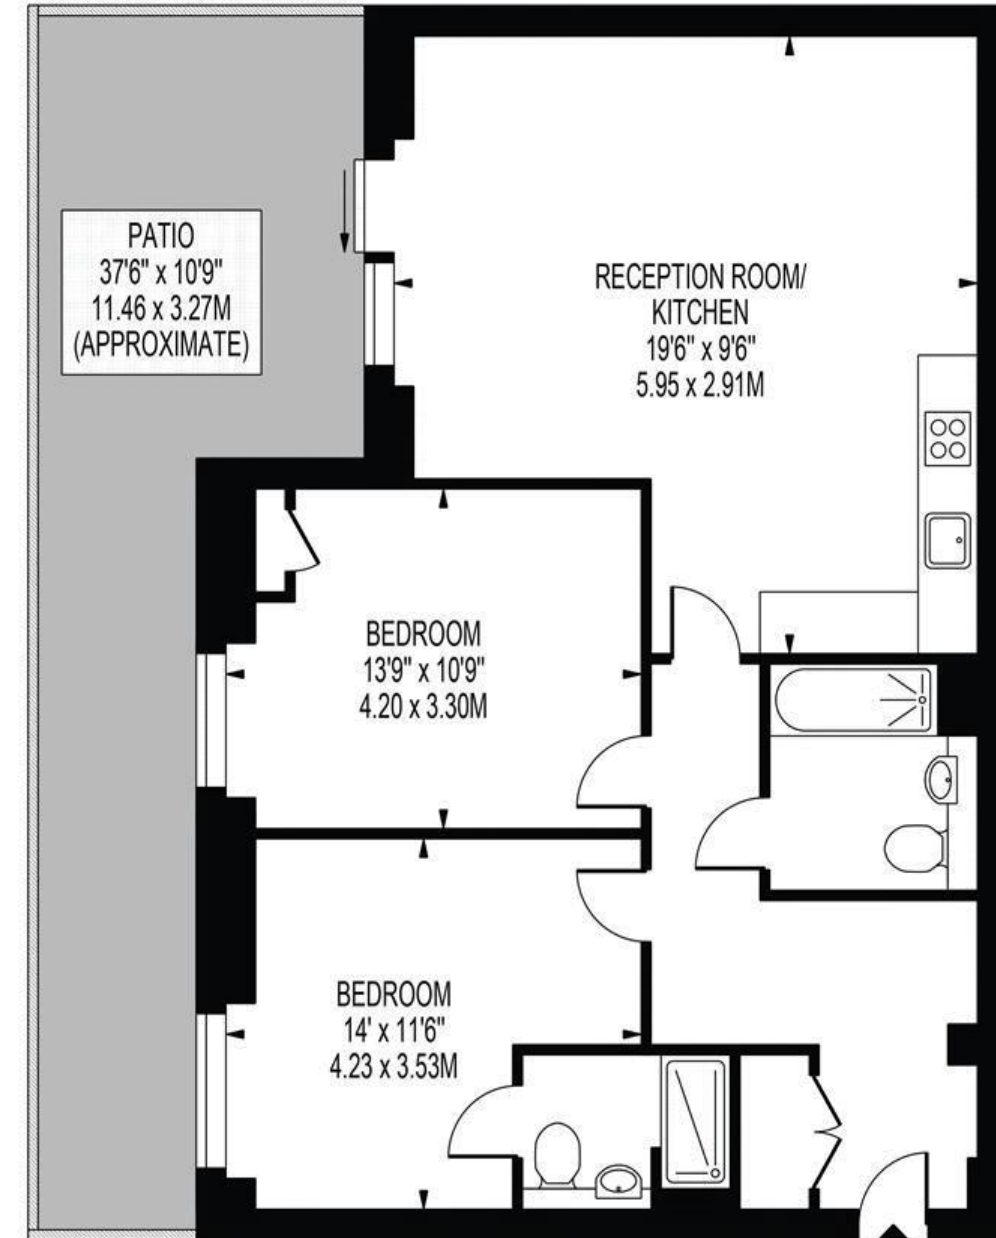 PATIO
37'6" x 10'9"
11.46 x 3.27M
(APPROXIMATE)
RECEPTION ROOM/
KITCHEN
19'6" x 9'6"
5.95 x 2.91M
BEDROOM
13'9" x 10'9"
4.20 x 3.30M
BEDROOM
14' x 11'6"
4.23 x 3.53M